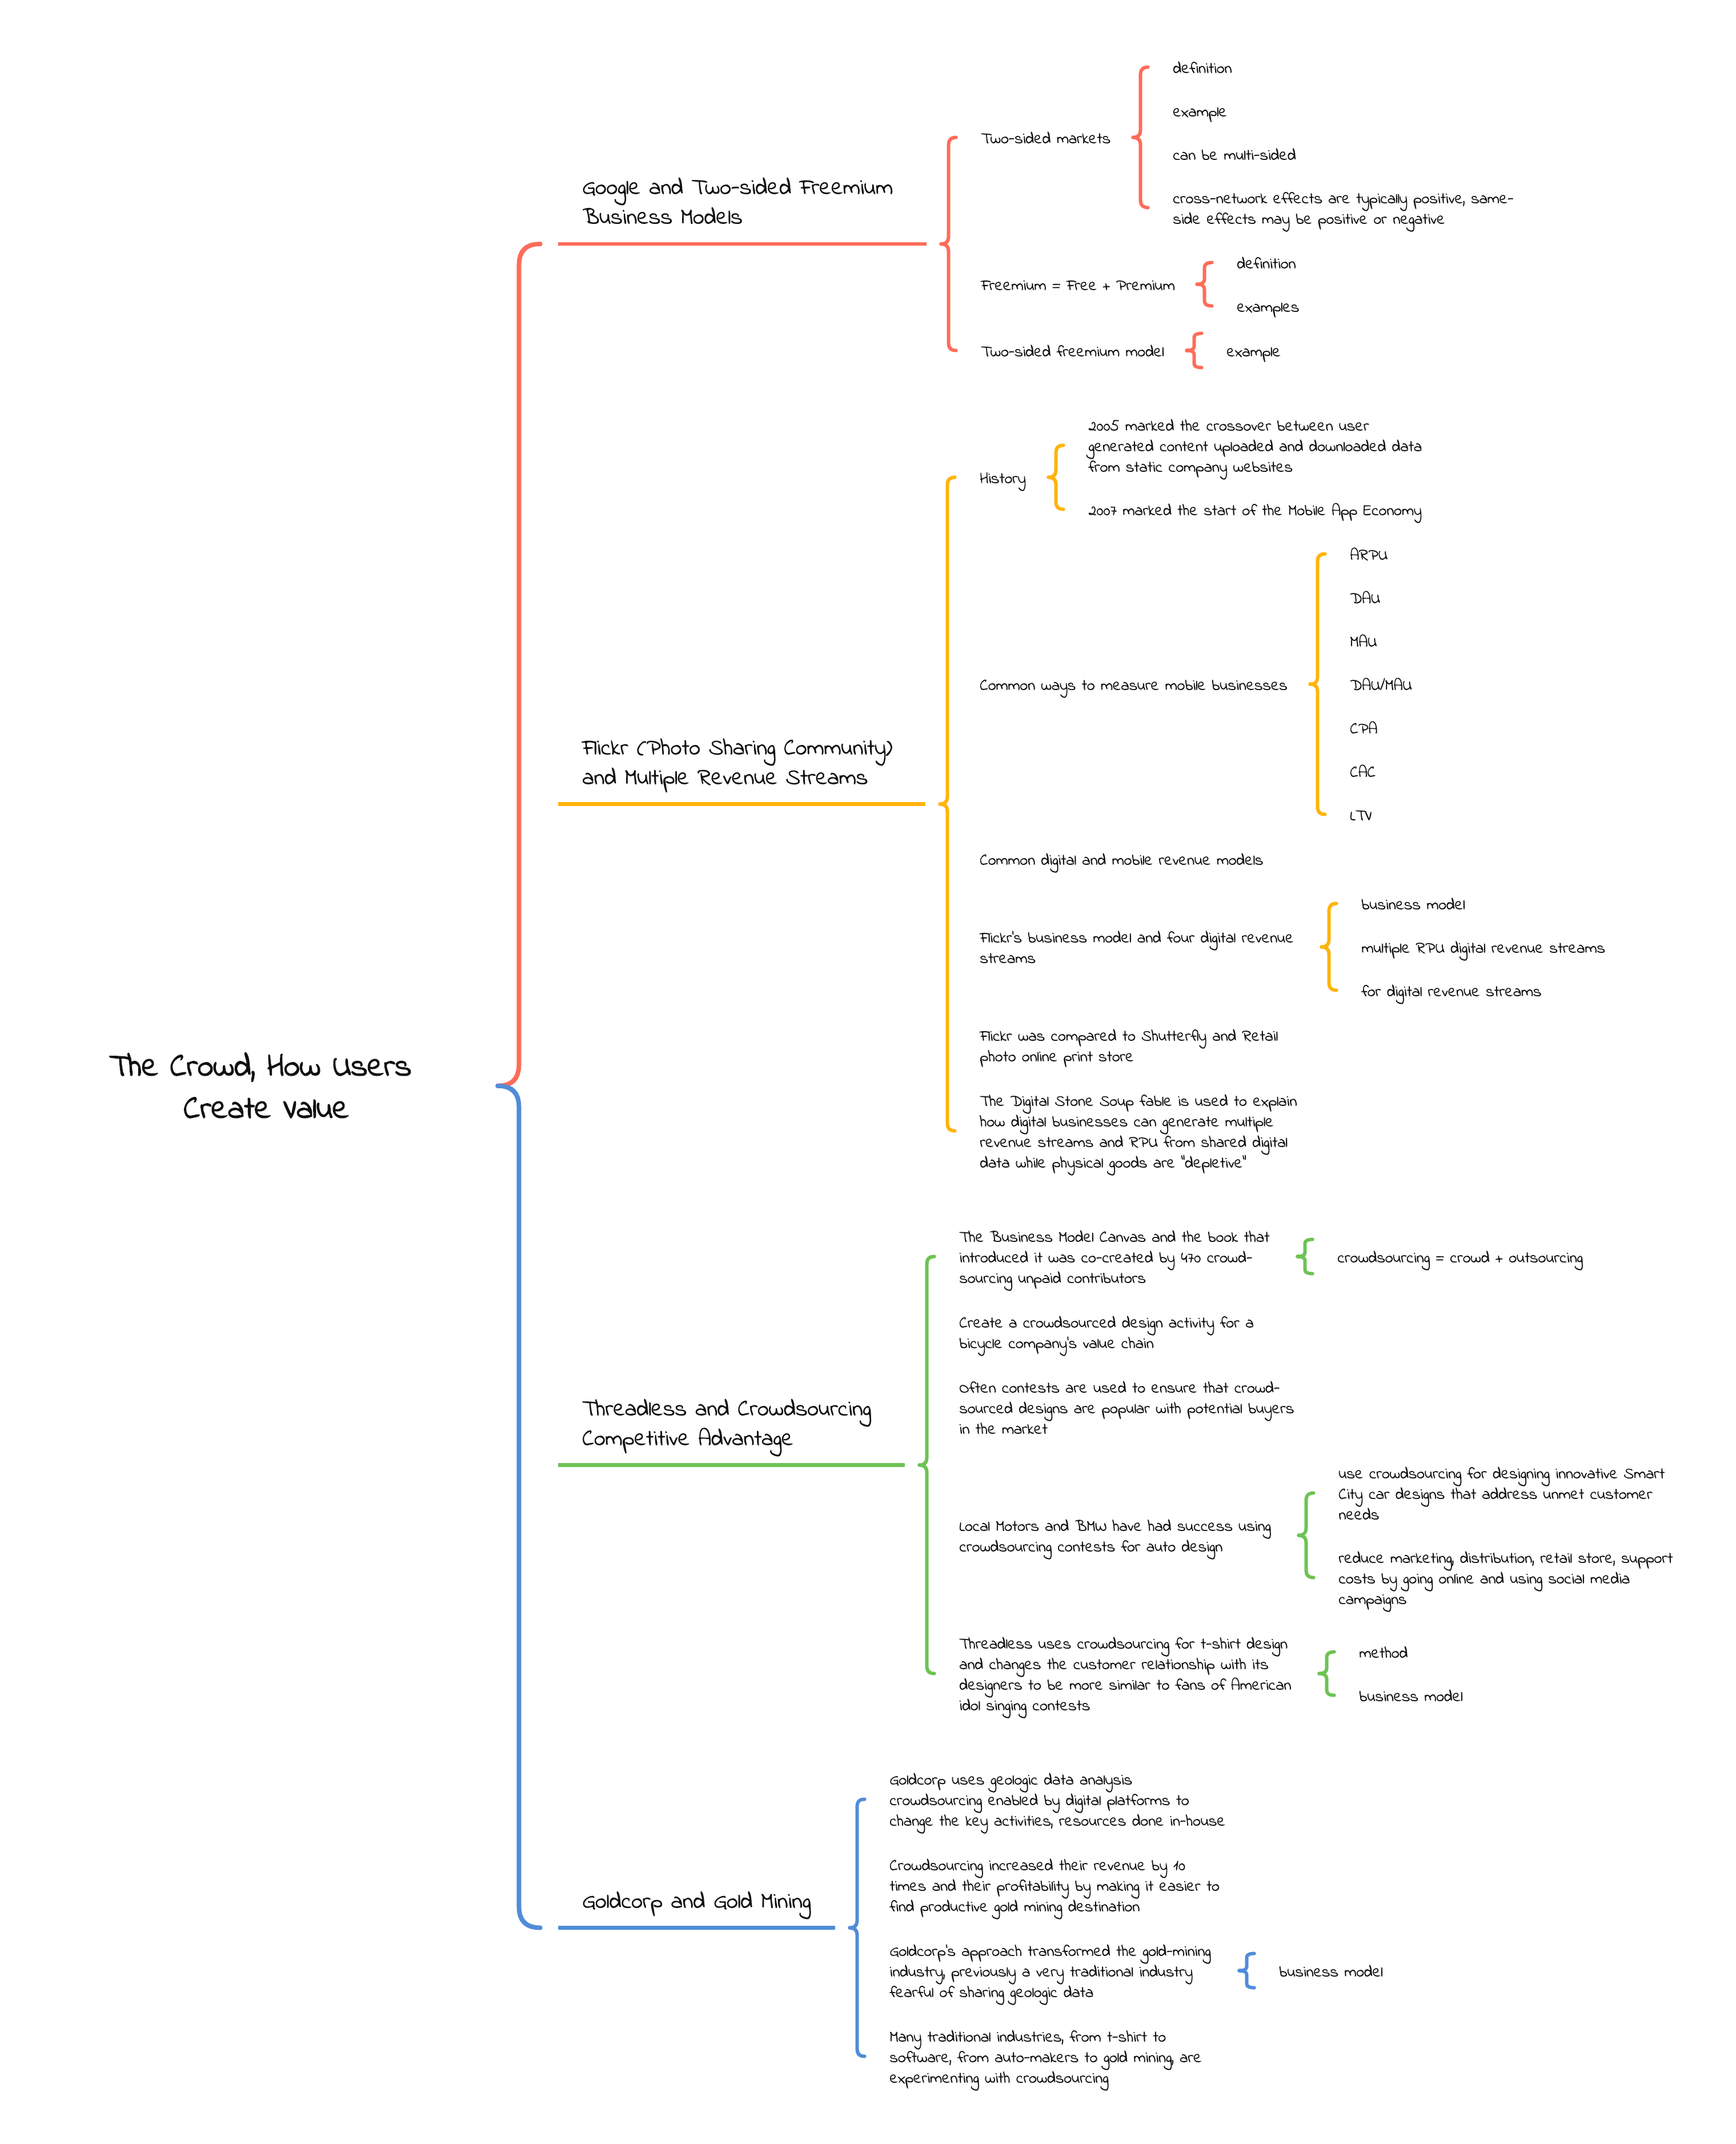 The Crowd, How Users
Create Value
Google and Two-sided Freemium
Business Models
Two-sided markets
definition
example
can be multi-sided
cross-network effects are typically positive, same-
side effects may be positive or negative
Freemium = Free + Premium
definition
examples
Two-sided freemium model
example
Flickr (Photo Sharing Community)
and Multiple Revenue Streams
History
2005 marked the crossover between user
generated content uploaded and downloaded data
from static company websites
2007 marked the start of the Mobile App Economy
Common ways to measure mobile businesses
ARPU
DAU
MAU
DAU/MAU
CPA
CAC
LTV
Common digital and mobile revenue models
Flickr's business model and four digital revenue
streams
business model
multiple RPU digital revenue streams
for digital revenue streams
Flickr was compared to Shutterfly and Retail
photo online print store
The Digital Stone Soup fable is used to explain
how digital businesses can generate multiple
revenue streams and RPU from shared digital
data while physical goods are "depletive"
Threadless and Crowdsourcing
Competitive Advantage
The Business Model Canvas and the book that
introduced it was co-created by 470 crowd-
sourcing unpaid contributors
crowdsourcing = crowd + outsourcing
Create a crowdsourced design activity for a
bicycle company's value chain
Often contests are used to ensure that crowd-
sourced designs are popular with potential buyers
in the market
Local Motors and BMW have had success using
crowdsourcing contests for auto design
use crowdsourcing for designing innovative Smart
City car designs that address unmet customer
needs
reduce marketing, distribution, retail store, support
costs by going online and using social media
campaigns
Threadless uses crowdsourcing for t-shirt design
and changes the customer relationship with its
designers to be more similar to fans of American
idol singing contests
method
business model
Goldcorp and Gold Mining
Goldcorp uses geologic data analysis
crowdsourcing enabled by digital platforms to
change the key activities, resources done in-house
Crowdsourcing increased their revenue by 10
times and their profitability by making it easier to
find productive gold mining destination
Goldcorp's approach transformed the gold-mining
industry, previously a very traditional industry
fearful of sharing geologic data
business model
Many traditional industries, from t-shirt to
software, from auto-makers to gold mining, are
experimenting with crowdsourcing